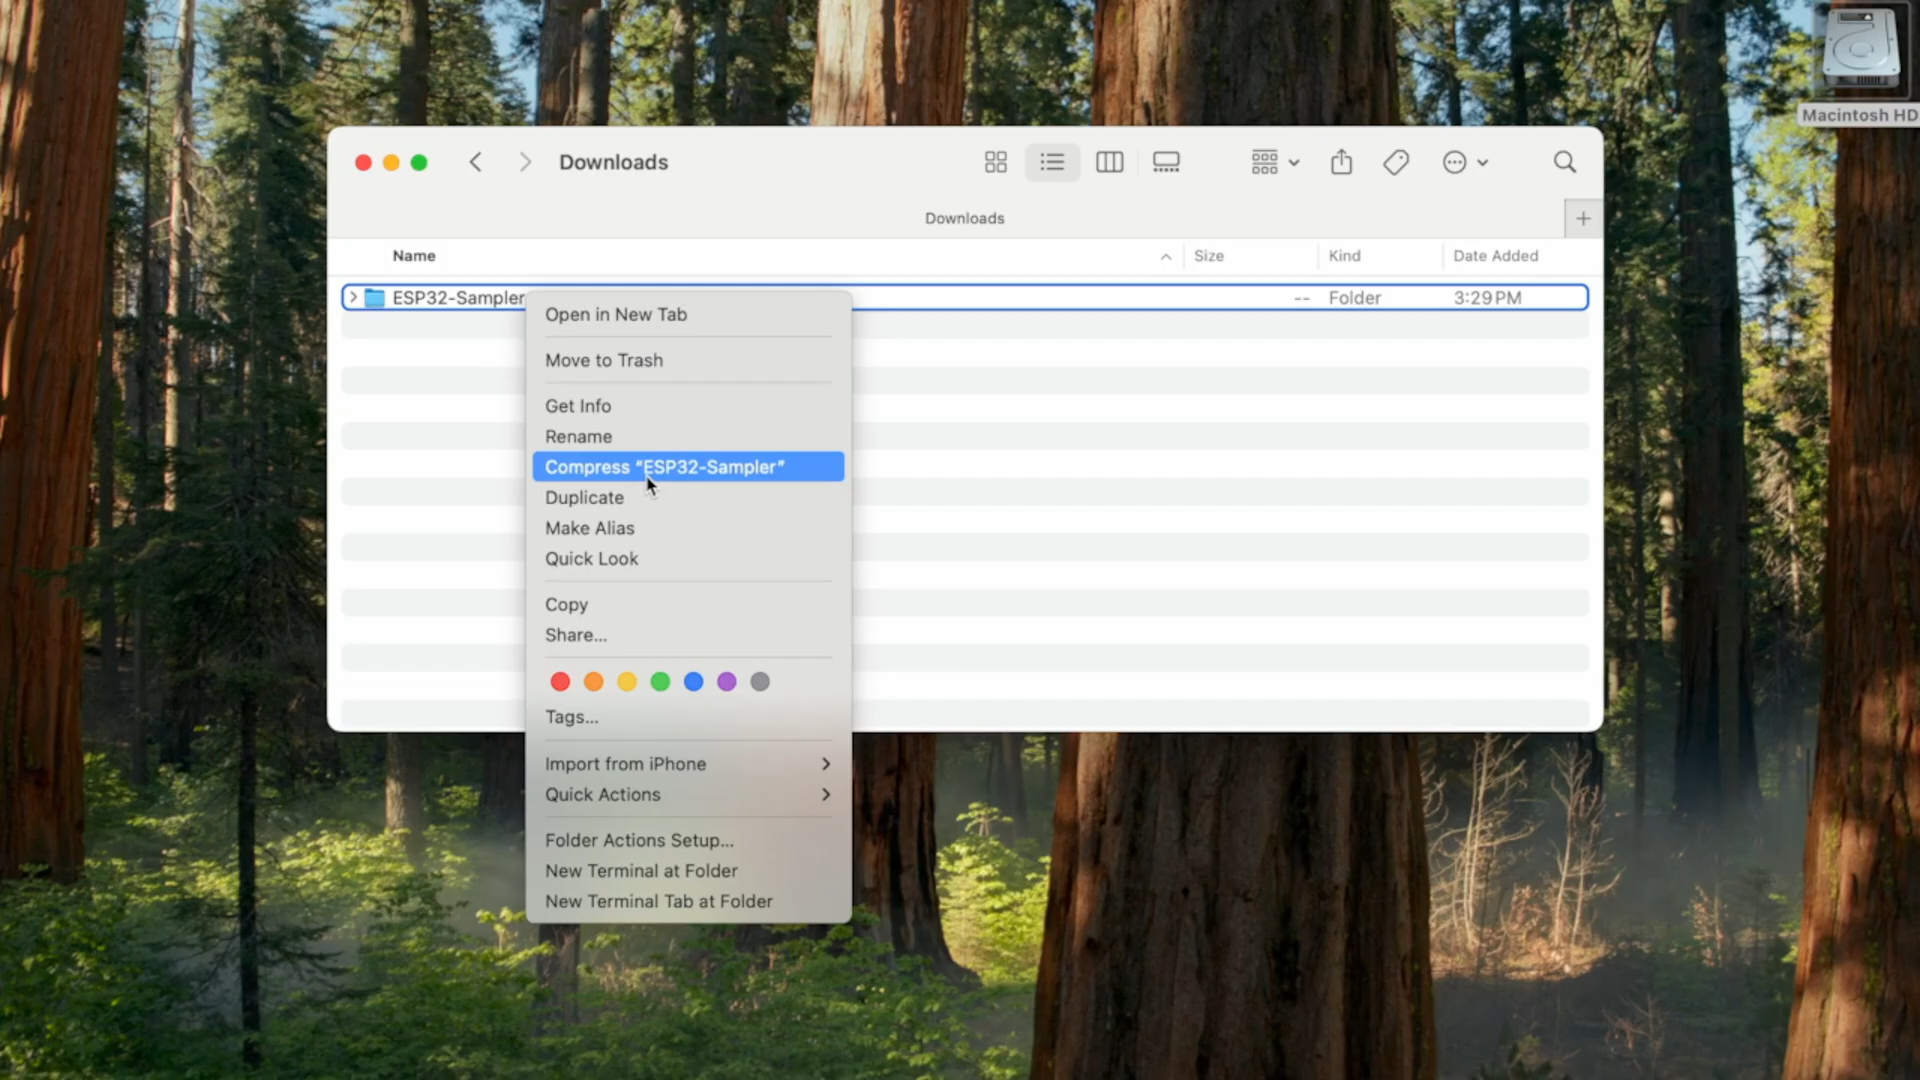 Macintosh HD
Downloads
Downloads
+
Name Size Kind Date Added
ESP32-Sampler -- Folder 3:29 PM
Open in New Tab
Move to Trash
Get Info
Rename
Compress “ESP32-Sampler”
Duplicate
Make Alias
Quick Look
Copy
Share...
Tags...
Import from iPhone
Quick Actions
Folder Actions Setup...
New Terminal at Folder
New Terminal Tab at Folder